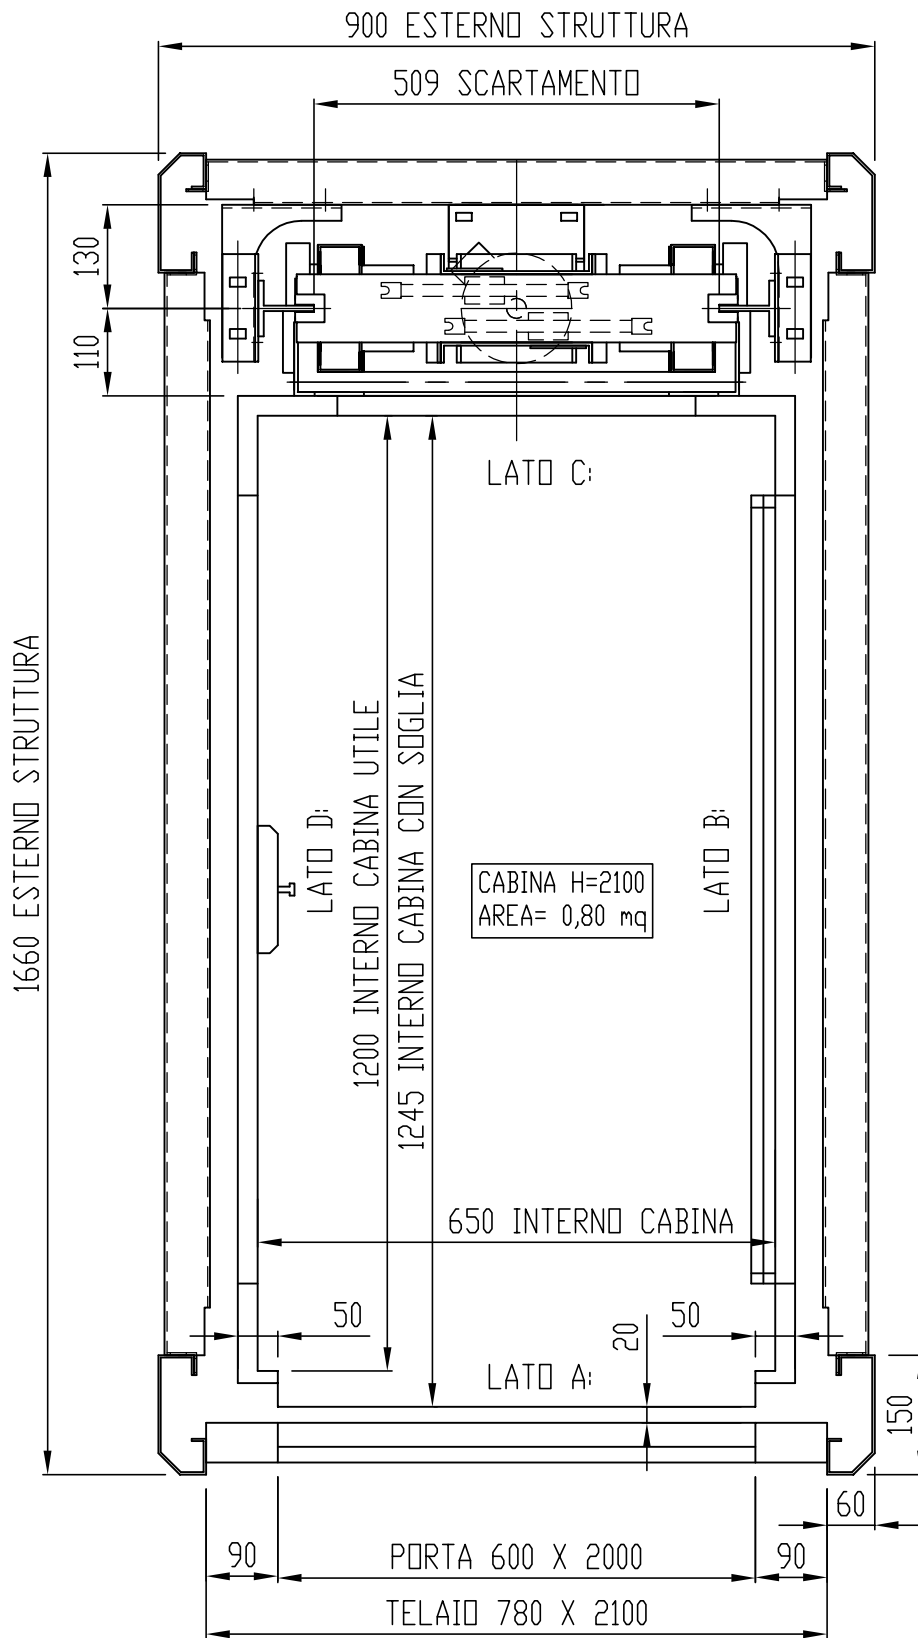 900 ESTERNO STRUTTURA
509 SCARTAMENTO
130
110
LATO C:
1660 ESTERNO STRUTTURA
LATO D:
1200 INTERNO CABINA UTILE
1245 INTERNO CABINA CON SOGLIA
CABINA H=2100
AREA= 0,80 mq
LATO B:
650 INTERNO CABINA
50
20
50
LATO A:
150
60
90
PORTA 600 X 2000
90
TELAIO 780 X 2100